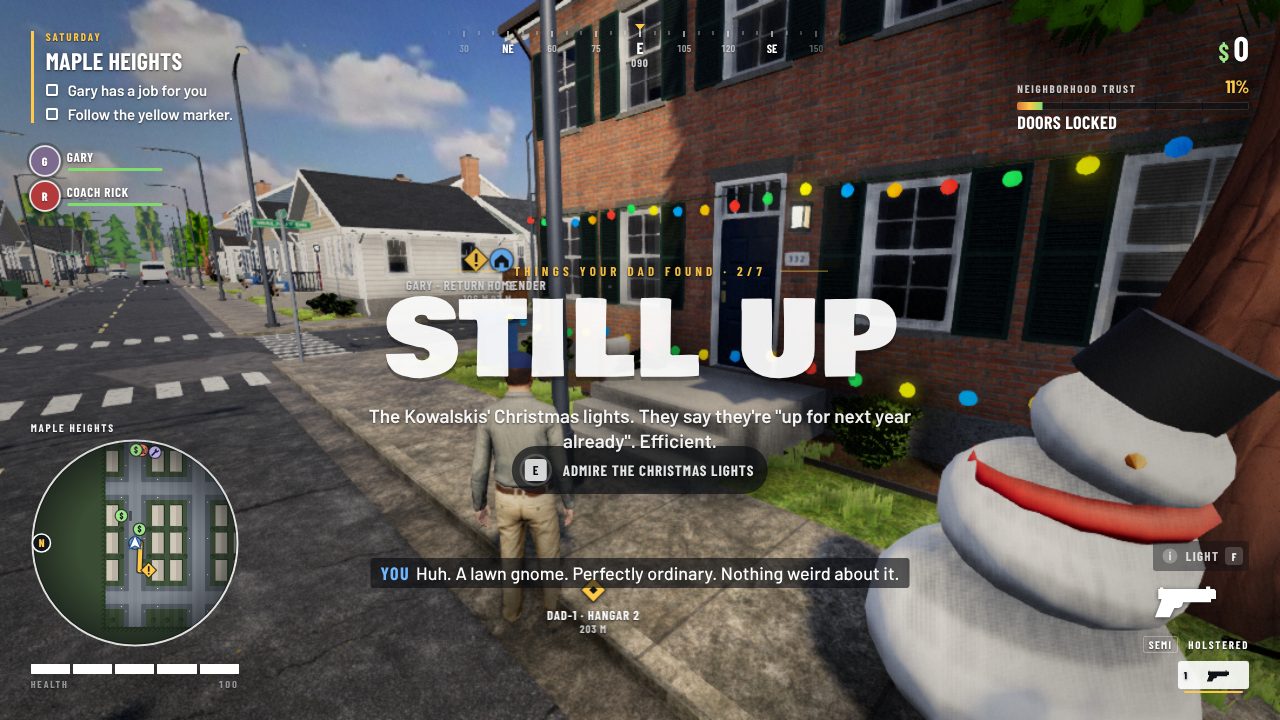 SATURDAY
MAPLE HEIGHTS
Gary has a job for you
Follow the yellow marker.
G GARY
R COACH RICK
30 NE 60 75 E 105 120 SE 150
090
$0
NEIGHBORHOOD TRUST 11%
DOORS LOCKED
332
THINGS YOUR DAD FOUND · 2/7
GARY - RETURN HOME
STILL UP
The Kowalskis' Christmas lights. They say they're "up for next year
already". Efficient.
E ADMIRE THE CHRISTMAS LIGHTS
MAPLE HEIGHTS
N
YOU Huh. A lawn gnome. Perfectly ordinary. Nothing weird about it.
DAD-1 · HANGAR 2
203 M
LIGHT F
SEMI HOLSTERED
1
HEALTH 100